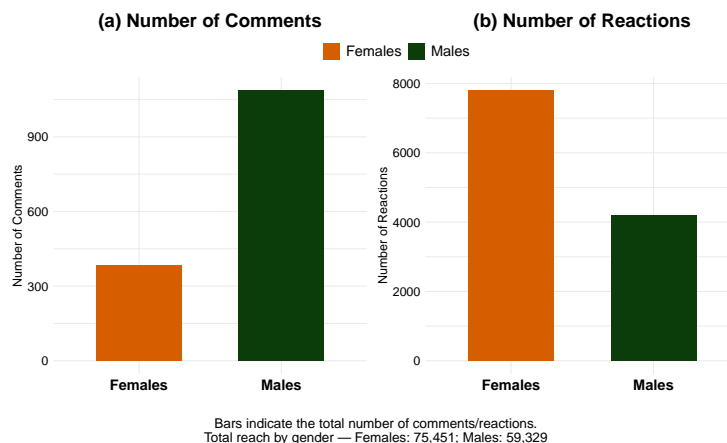 (a) Number of Comments
(b) Number of Reactions
Females
Males
Number of Comments
900
600
300
0
Females
Males
Number of Reactions
8000
6000
4000
2000
0
Females
Males
Bars indicate the total number of comments/reactions.
Total reach by gender — Females: 75,451; Males: 59,329